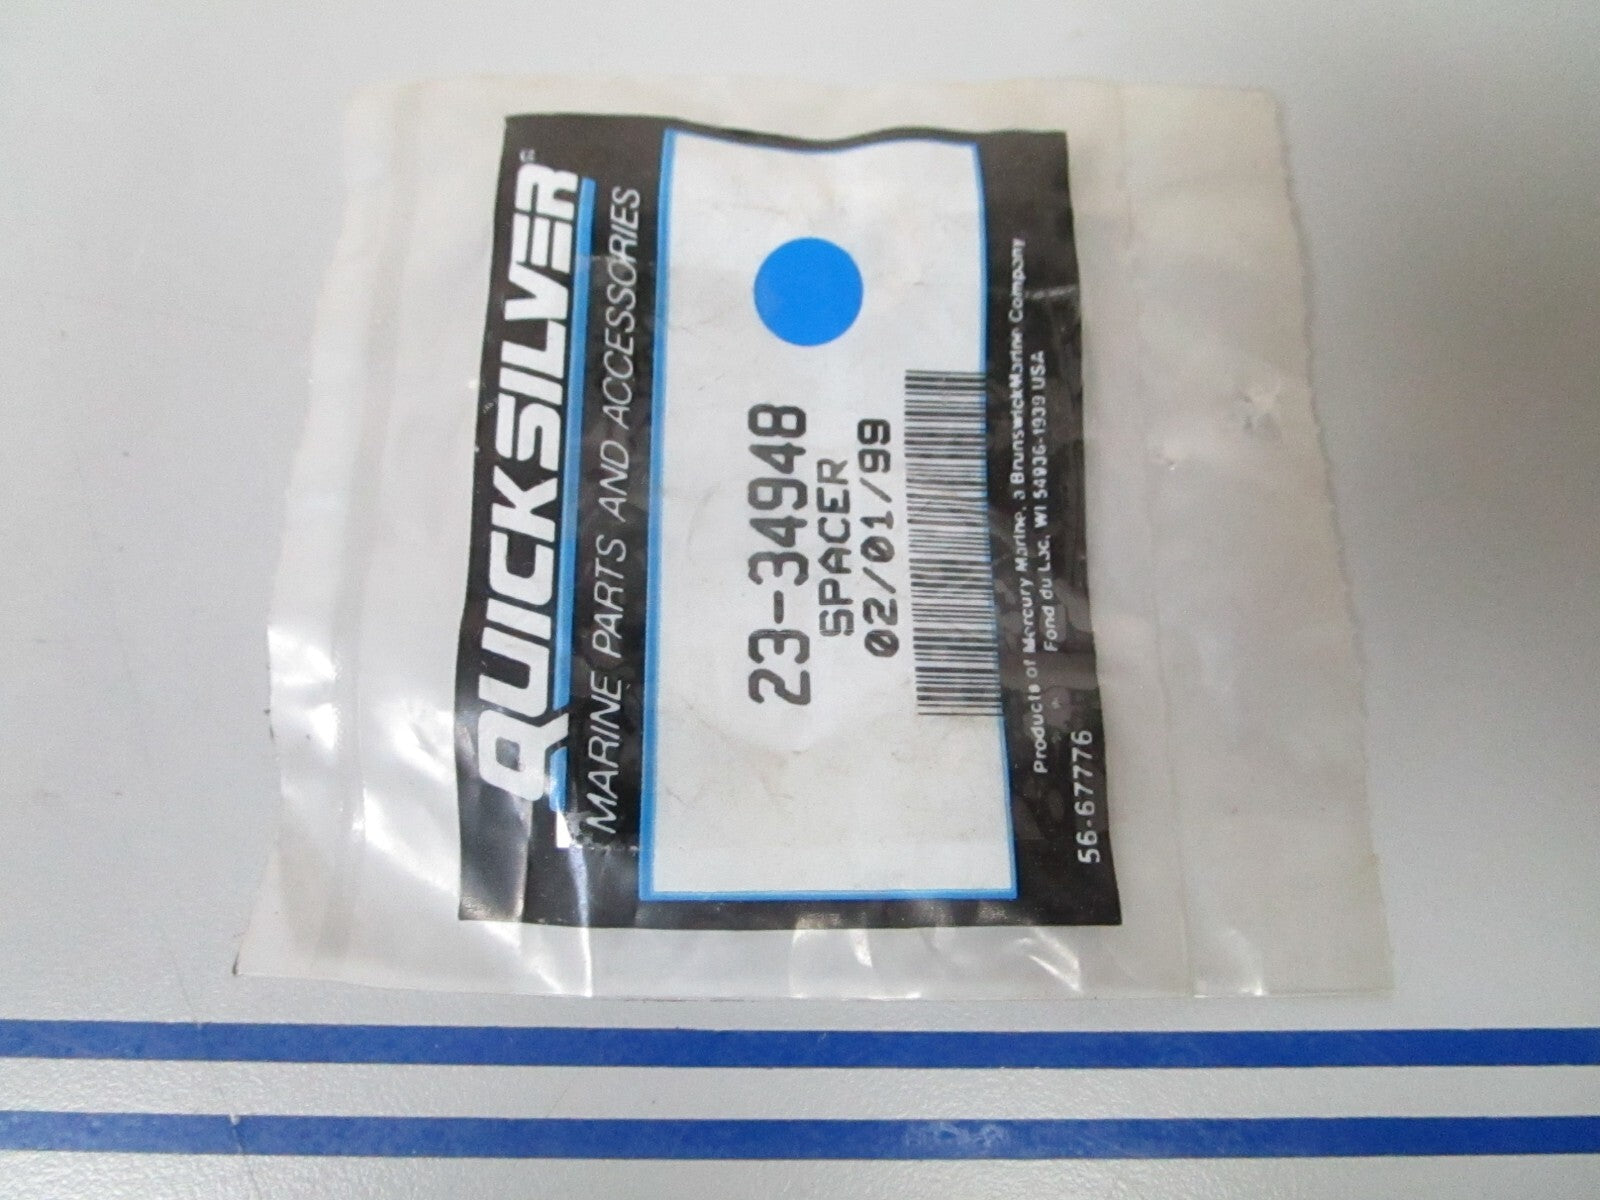 QUICKSILVER®
MARINE PARTS AND ACCESSORIES
23-34948
SPACER
02/01/99
Products of Mercury Marine, a Brunswick Marine Company
Fond du Lac, WI 54936-1939 USA
56-67776